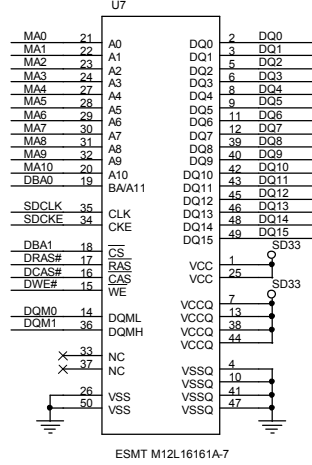 U7
MA0 21 A0 DQ0 2 DQ0
MA1 22 A1 DQ1 3 DQ1
MA2 23 A2 DQ2 5 DQ2
MA3 24 A3 DQ3 6 DQ3
MA4 27 A4 DQ4 8 DQ4
MA5 28 A5 DQ5 9 DQ5
MA6 29 A6 DQ6 11 DQ6
MA7 30 A7 DQ7 12 DQ7
MA8 31 A8 DQ8 39 DQ8
MA9 32 A9 DQ9 40 DQ9
MA10 20 A10 DQ10 42 DQ10
DBA0 19 BA/A11 DQ11 43 DQ11
DQ12 45 DQ12
SDCLK 35 CLK DQ13 46 DQ13
SDCKE 34 CKE DQ14 48 DQ14
DQ15 49 DQ15
SD33
DBA1 18 CS
DRAS# 17 RAS VCC 1
DCAS# 16 CAS VCC 25
DWE# 15 WE SD33
VCCQ 7
DQM0 14 DQML VCCQ 13
DQM1 36 DQMH VCCQ 38
VCCQ 44
33 NC
37 NC VSSQ 4
VSSQ 10
26 VSS VSSQ 41
50 VSS VSSQ 47
ESMT M12L16161A-7